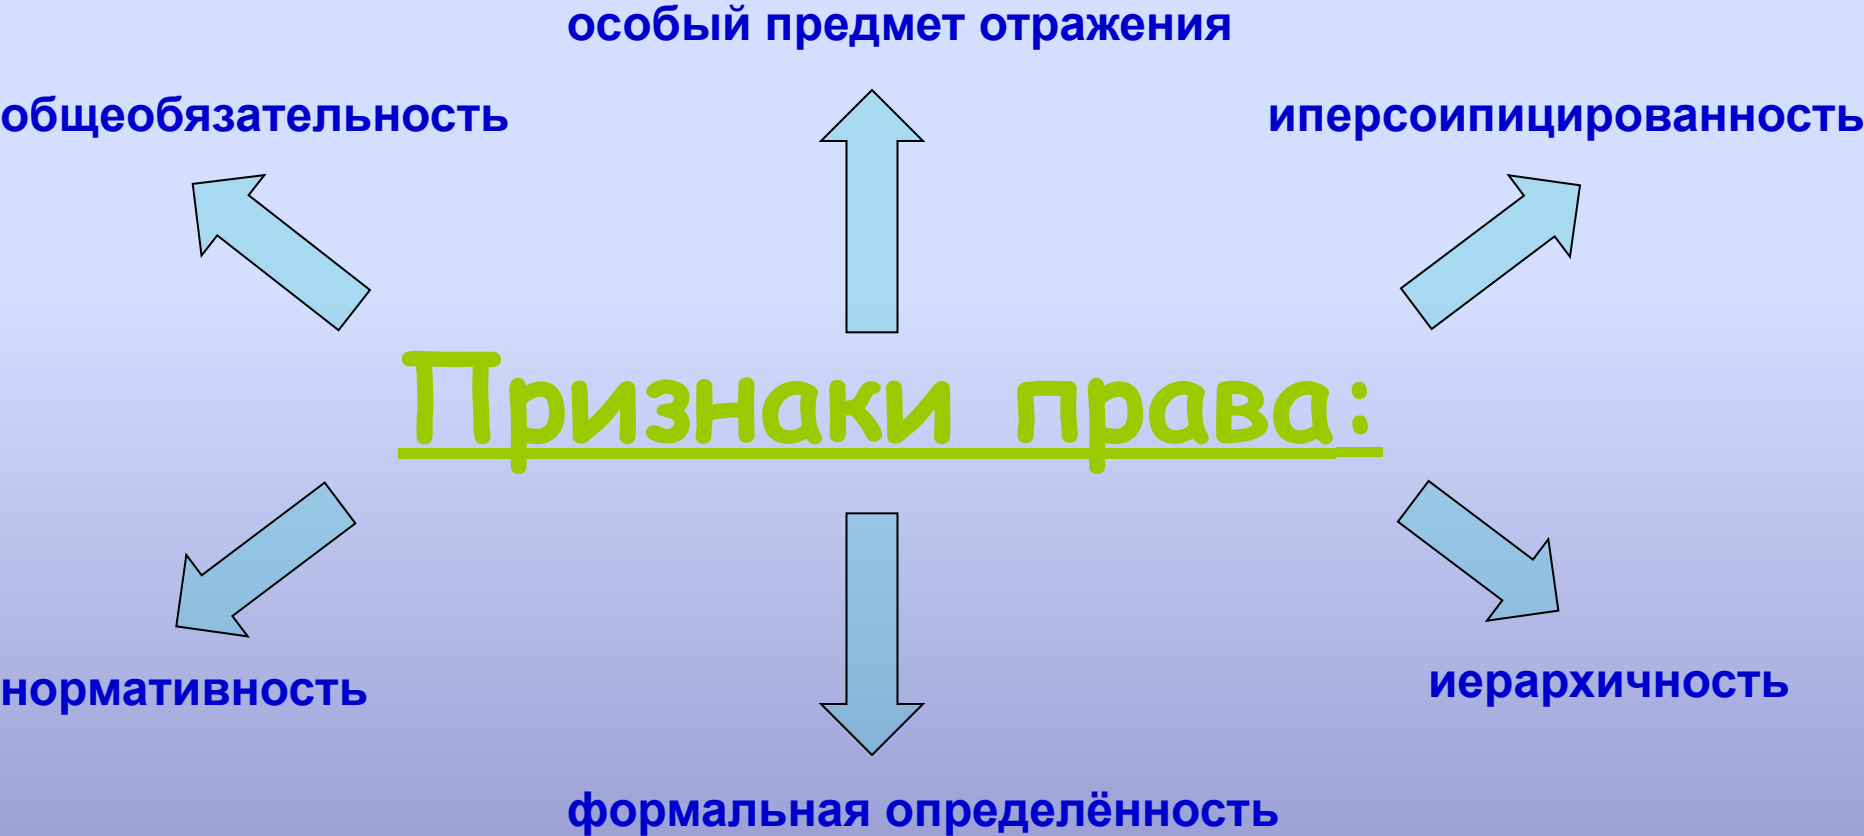 особый предмет отражения
общеобязательность
иперсоипицированность
Признаки права:
нормативность
иерархичность
формальная определённость